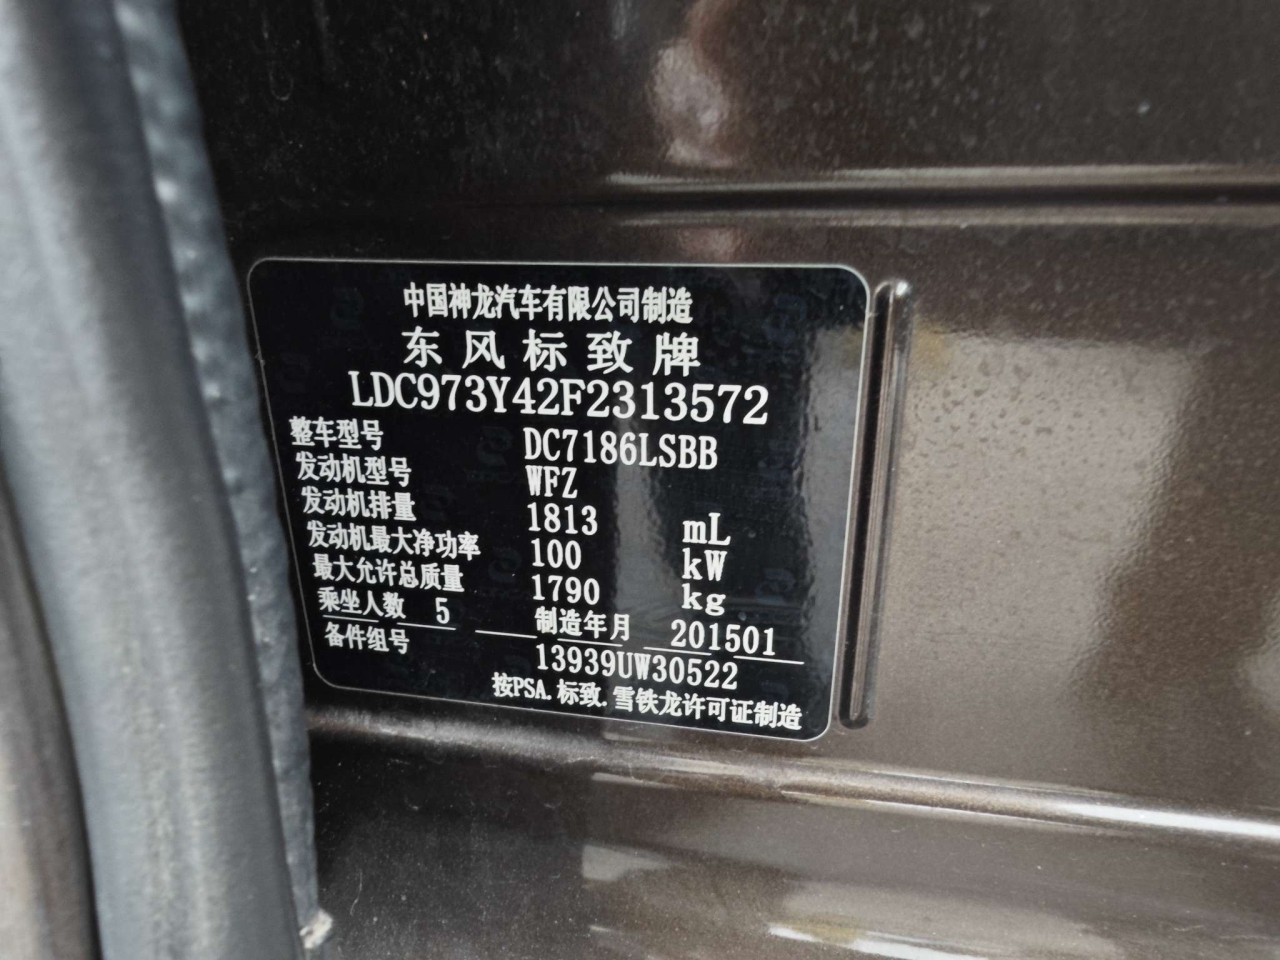 中国神龙汽车有限公司制造
东风标致牌
LDC973Y42F2313572
整车型号 DC7186LSBB
发动机型号 WFZ
发动机排量 1813 mL
发动机最大净功率 100 kW
最大允许总质量 1790 kg
乘坐人数 5 制造年月 201501
备件组号 13939UW30522
按PSA.标致.雪铁龙许可证制造